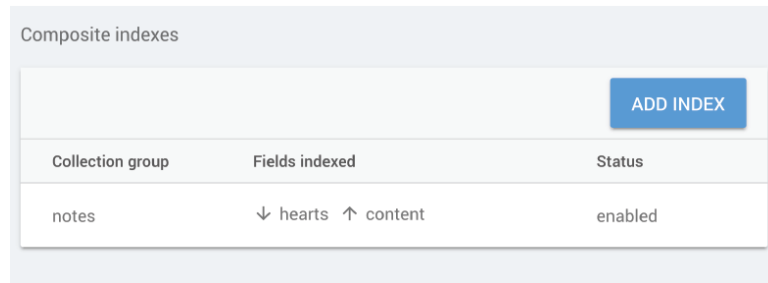 Composite indexes
ADD INDEX
Collection group Fields indexed Status
notes ↓ hearts ↑ content enabled